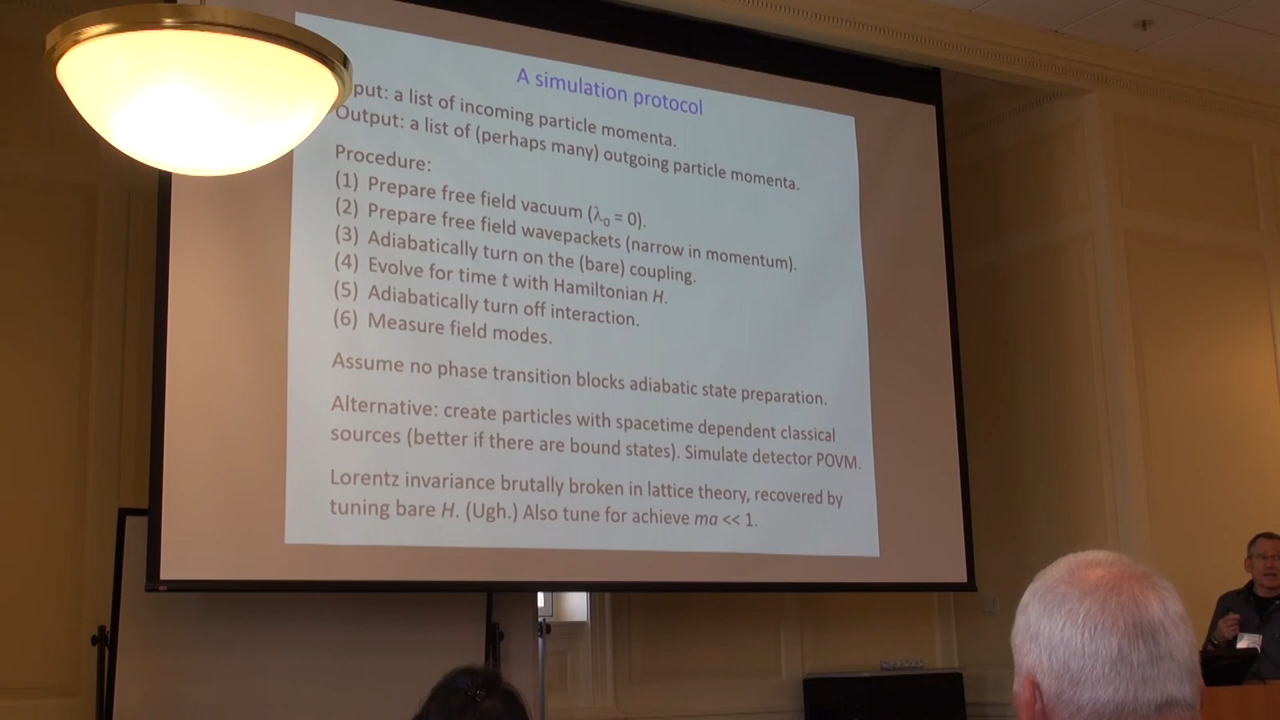 A simulation protocol
put: a list of incoming particle momenta.
Output: a list of (perhaps many) outgoing particle momenta.
Procedure:
(1) Prepare free field vacuum (λ₀ = 0).
(2) Prepare free field wavepackets (narrow in momentum).
(3) Adiabatically turn on the (bare) coupling.
(4) Evolve for time t with Hamiltonian H.
(5) Adiabatically turn off interaction.
(6) Measure field modes.
Assume no phase transition blocks adiabatic state preparation.
Alternative: create particles with spacetime dependent classical
sources (better if there are bound states). Simulate detector POVM.
Lorentz invariance brutally broken in lattice theory, recovered by
tuning bare H. (Ugh.) Also tune for achieve ma << 1.